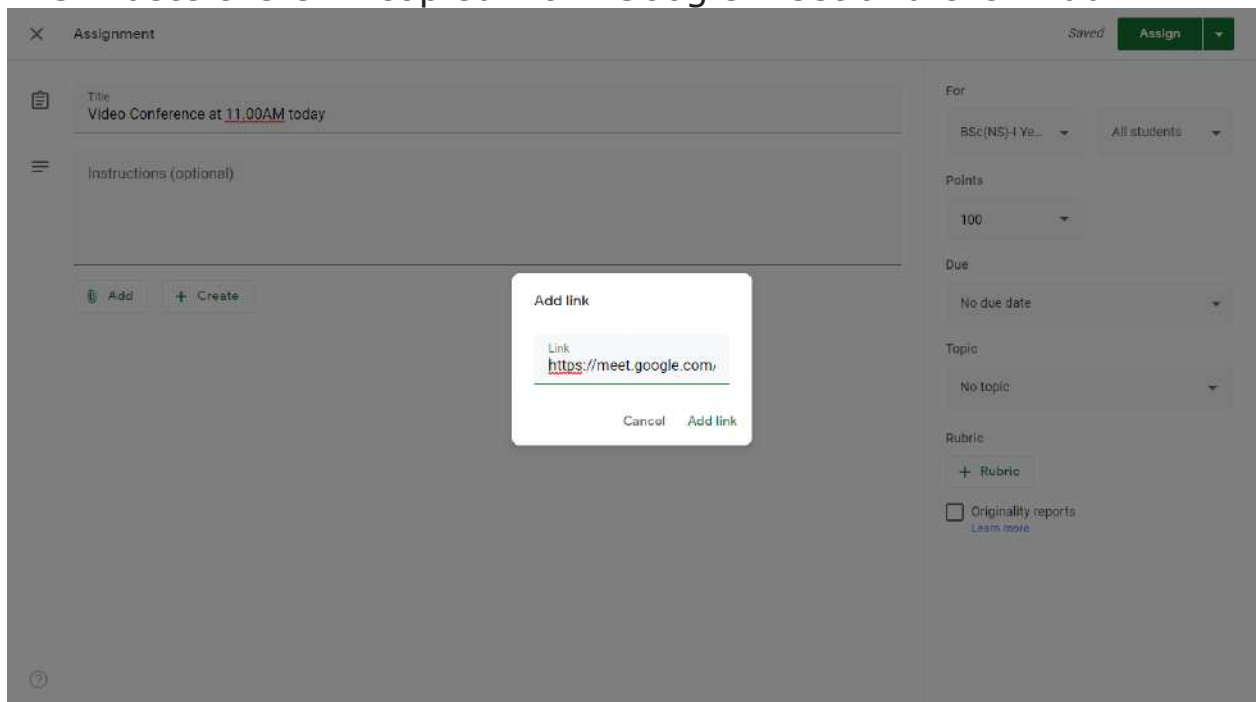 Assignment
Saved
Assign
Title
Video Conference at 11.00AM today
Instructions (optional)
Add
+ Create
For
BSc(NS)-I Ye...
All students
Points
100
Due
No due date
Topic
No topic
Rubric
+ Rubric
Originality reports
Learn more
Add link
Link
https://meet.google.com/
Cancel
Add link